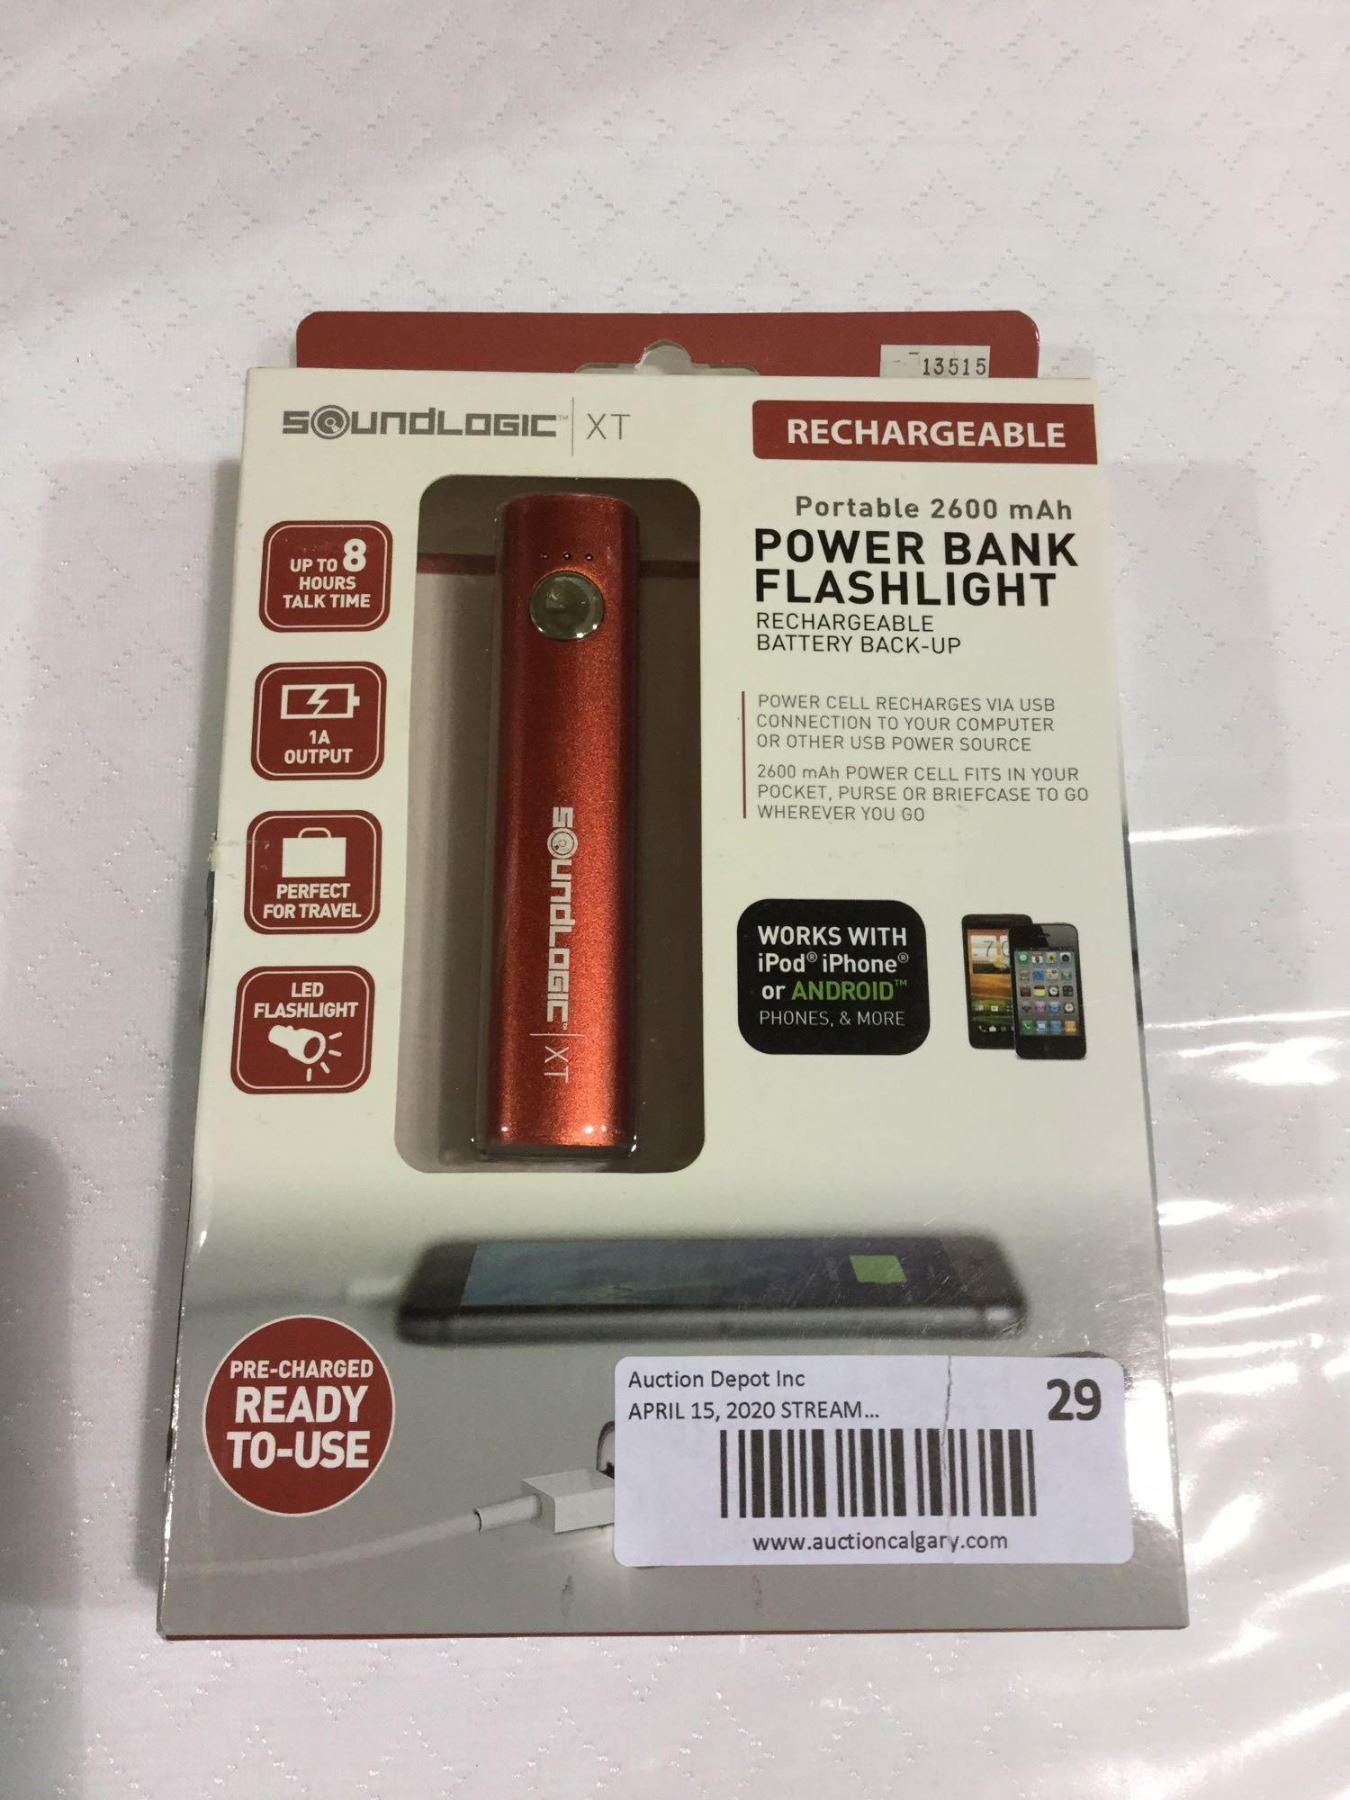 13515
SOUNDLOGIC™ | XT
RECHARGEABLE
Portable 2600 mAh
POWER BANK
FLASHLIGHT
RECHARGEABLE
BATTERY BACK-UP
POWER CELL RECHARGES VIA USB
CONNECTION TO YOUR COMPUTER
OR OTHER USB POWER SOURCE
2600 mAh POWER CELL FITS IN YOUR
POCKET, PURSE OR BRIEFCASE TO GO
WHEREVER YOU GO
UP TO 8
HOURS
TALK TIME
1A
OUTPUT
PERFECT
FOR TRAVEL
LED
FLASHLIGHT
SOUNDLOGIC™ | XT
WORKS WITH
iPod® iPhone®
or ANDROID™
PHONES, & MORE
PRE-CHARGED
READY
TO-USE
Auction Depot Inc
29
APRIL 15, 2020 STREAM...
www.auctioncalgary.com